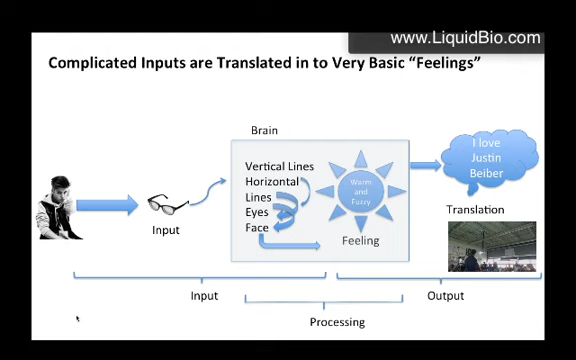 www.LiquidBio.com
Complicated Inputs are Translated in to Very Basic “Feelings”
Brain
Vertical Lines
Horizontal
Lines
Eyes
Face
Warm
and
Fuzzy
Feeling
I love
Justin
Beiber
Translation
Input
Input
Output
Processing